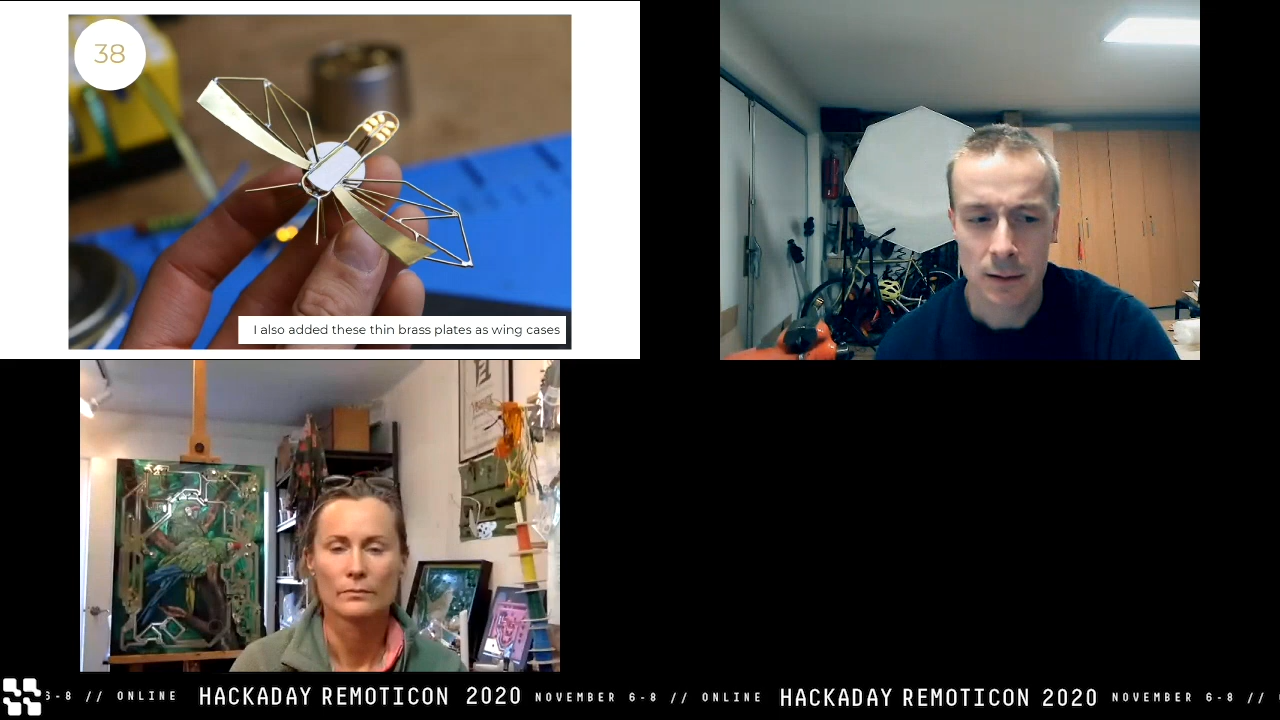 38
I also added these thin brass plates as wing cases
6-8 // ONLINE HACKADAY REMOTICON 2020 NOVEMBER 6-8 // ONLINE HACKADAY REMOTICON 2020 NOVEMBER 6-8 //